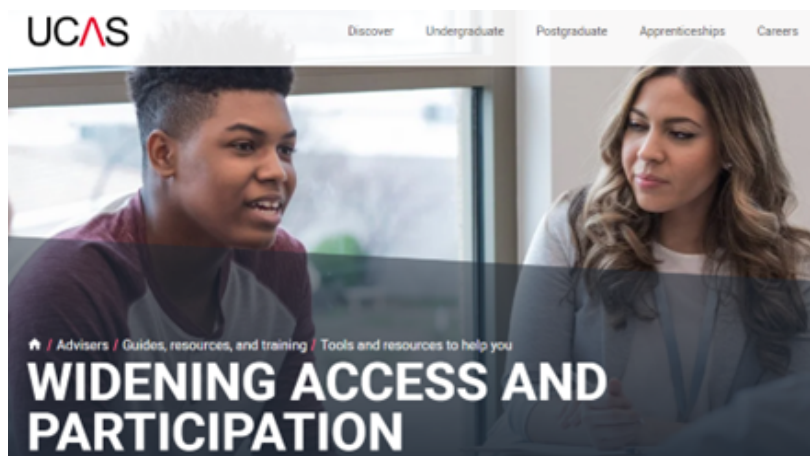 UCAS
Discover Undergraduate Postgraduate Apprenticeships Careers
/ Advisers / Guides, resources, and training / Tools and resources to help you
WIDENING ACCESS AND
PARTICIPATION